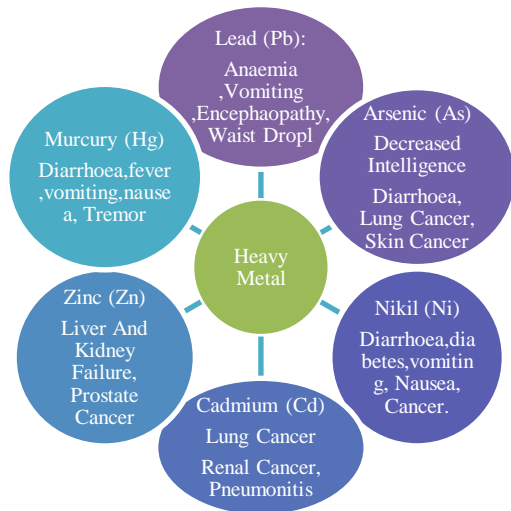 Lead (Pb):
Anaemia
,Vomiting
,Encephaopathy,
Waist Dropl
Arsenic (As)
Decreased
Intelligence
Diarrhoea,
Lung Cancer,
Skin Cancer
Murcury (Hg)
Diarrhoea,fever
,vomiting,nause
a, Tremor
Heavy
Metal
Zinc (Zn)
Liver And
Kidney
Failure,
Prostate
Cancer
Nikil (Ni)
Diarrhoea,dia
betes,vomitin
g, Nausea,
Cancer.
Cadmium (Cd)
Lung Cancer
Renal Cancer,
Pneumonitis